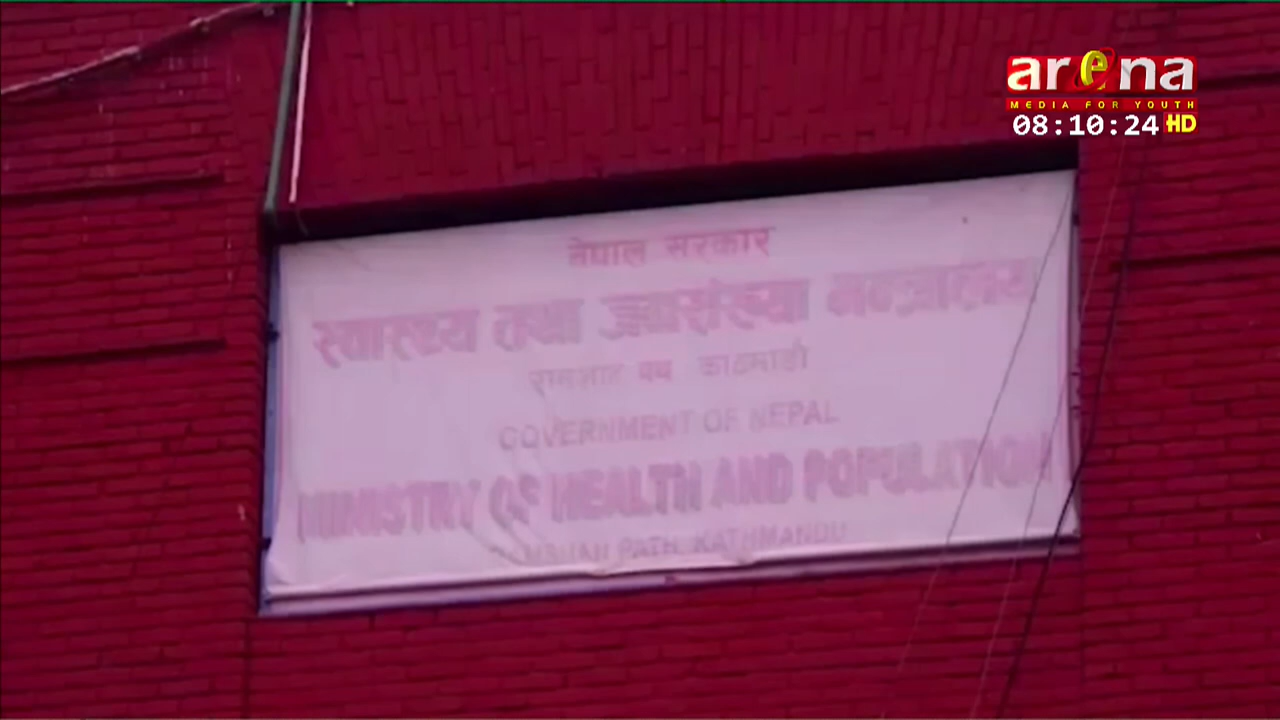 arena
MEDIA FOR YOUTH
08:10:24 HD
नेपाल सरकार
स्वास्थ्य तथा जनसंख्या मन्त्रालय
रामशाह पथ काठमाडौं
GOVERNMENT OF NEPAL
MINISTRY OF HEALTH AND POPULATION
RAMSHAH PATH, KATHMANDU